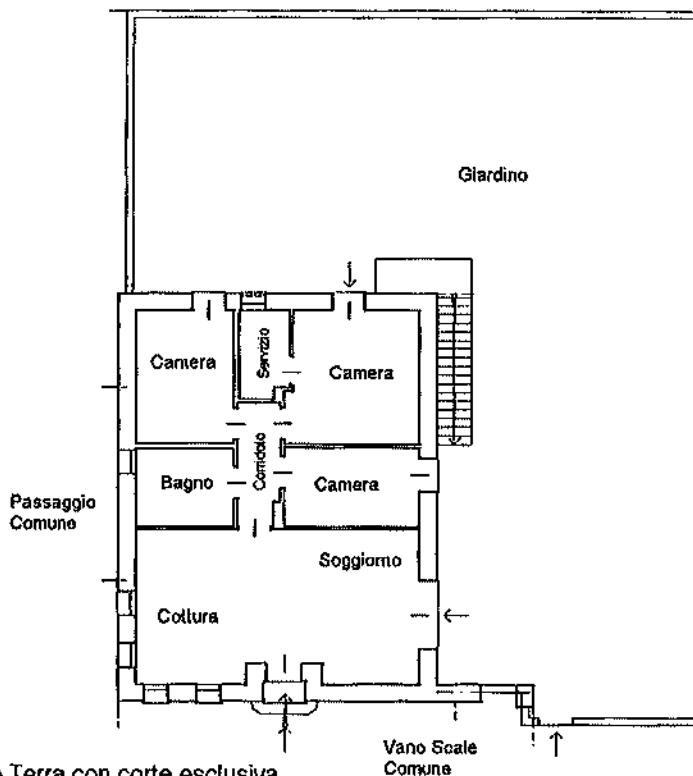 Giardino
Camera
Servizio
Camera
Corridoio
Bagno
Camera
Passaggio
Comune
Soggiorno
Cottura
Vano Scale
Comune
Terra con corte esclusiva